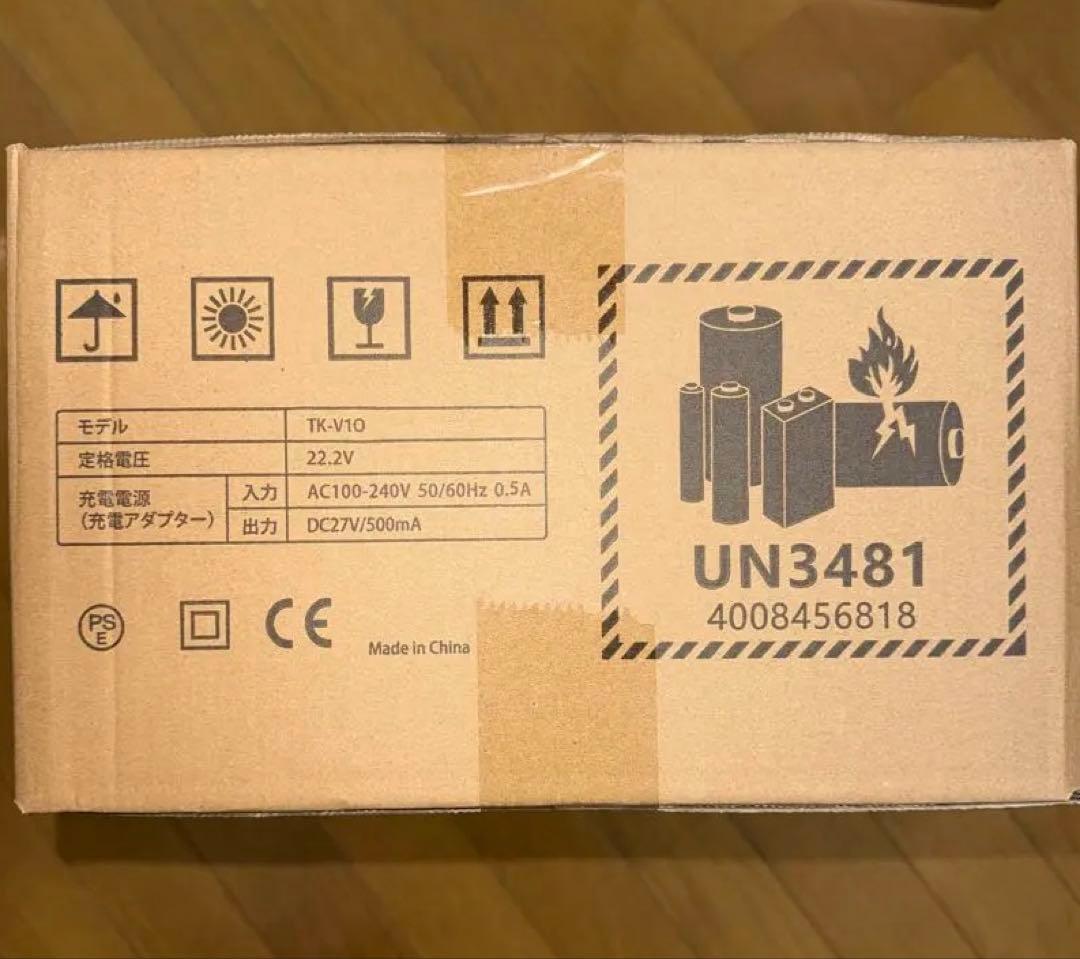 モデル TK-V10
定格電圧 22.2V
充電電源
(充電アダプター)
入力 AC100-240V 50/60Hz 0.5A
出力 DC27V/500mA
PS
E
CE
Made in China
UN3481
4008456818